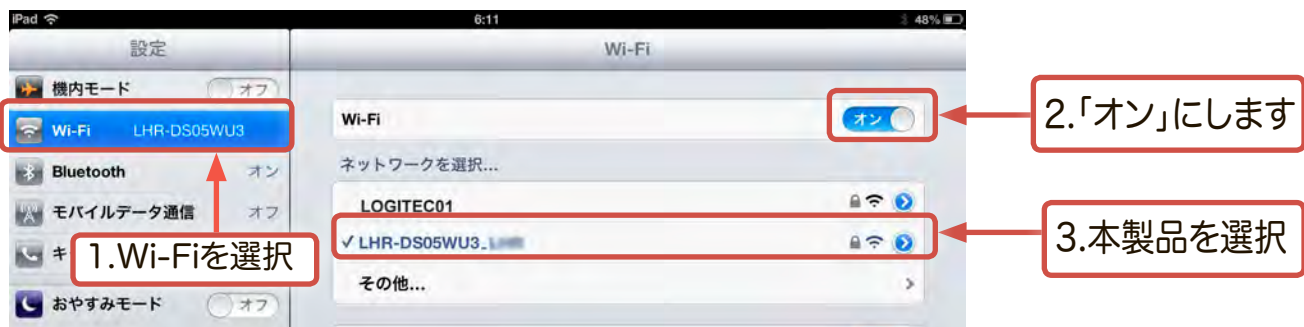 iPad 6:11 48%
設定 Wi-Fi
機内モード オフ
Wi-Fi LHR-DS05WU3
Wi-Fi オン
2.「オン」にします
Bluetooth オン
ネットワークを選択...
モバイルデータ通信 オフ
LOGITEC01
キ
1.Wi-Fiを選択
✓ LHR-DS05WU3_
3.本製品を選択
その他...
おやすみモード オフ